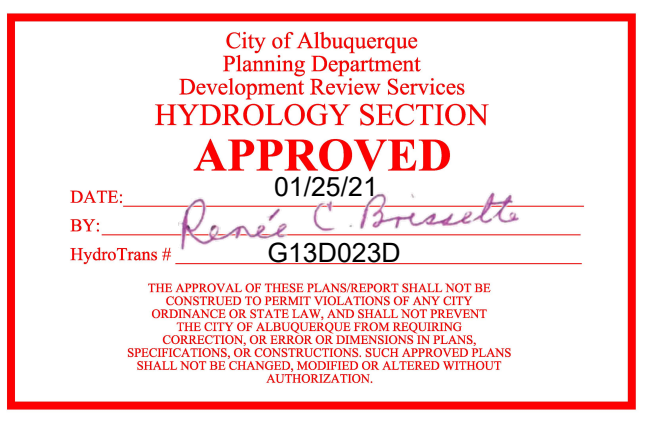 City of Albuquerque
Planning Department
Development Review Services
HYDROLOGY SECTION
APPROVED
DATE: 01/25/21
BY: Renée C. Brissette
HydroTrans # G13D023D
THE APPROVAL OF THESE PLANS/REPORT SHALL NOT BE
CONSTRUED TO PERMIT VIOLATIONS OF ANY CITY
ORDINANCE OR STATE LAW, AND SHALL NOT PREVENT
THE CITY OF ALBUQUERQUE FROM REQUIRING
CORRECTION, OR ERROR OR DIMENSIONS IN PLANS,
SPECIFICATIONS, OR CONSTRUCTIONS. SUCH APPROVED PLANS
SHALL NOT BE CHANGED, MODIFIED OR ALTERED WITHOUT
AUTHORIZATION.